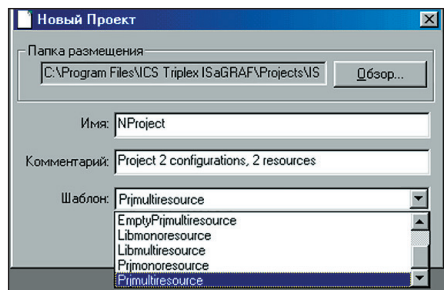 Новый Проект
Папка размещения
C:\Program Files\ICS Triplex ISaGRAF\Projects\IS
Обзор...
Имя: NProject
Комментарий: Project 2 configurations, 2 resources
Шаблон: Prjmultiresource
EmptyPrjmultiresource
Libmonoresource
Libmultiresource
Prjmonoresource
Prjmultiresource